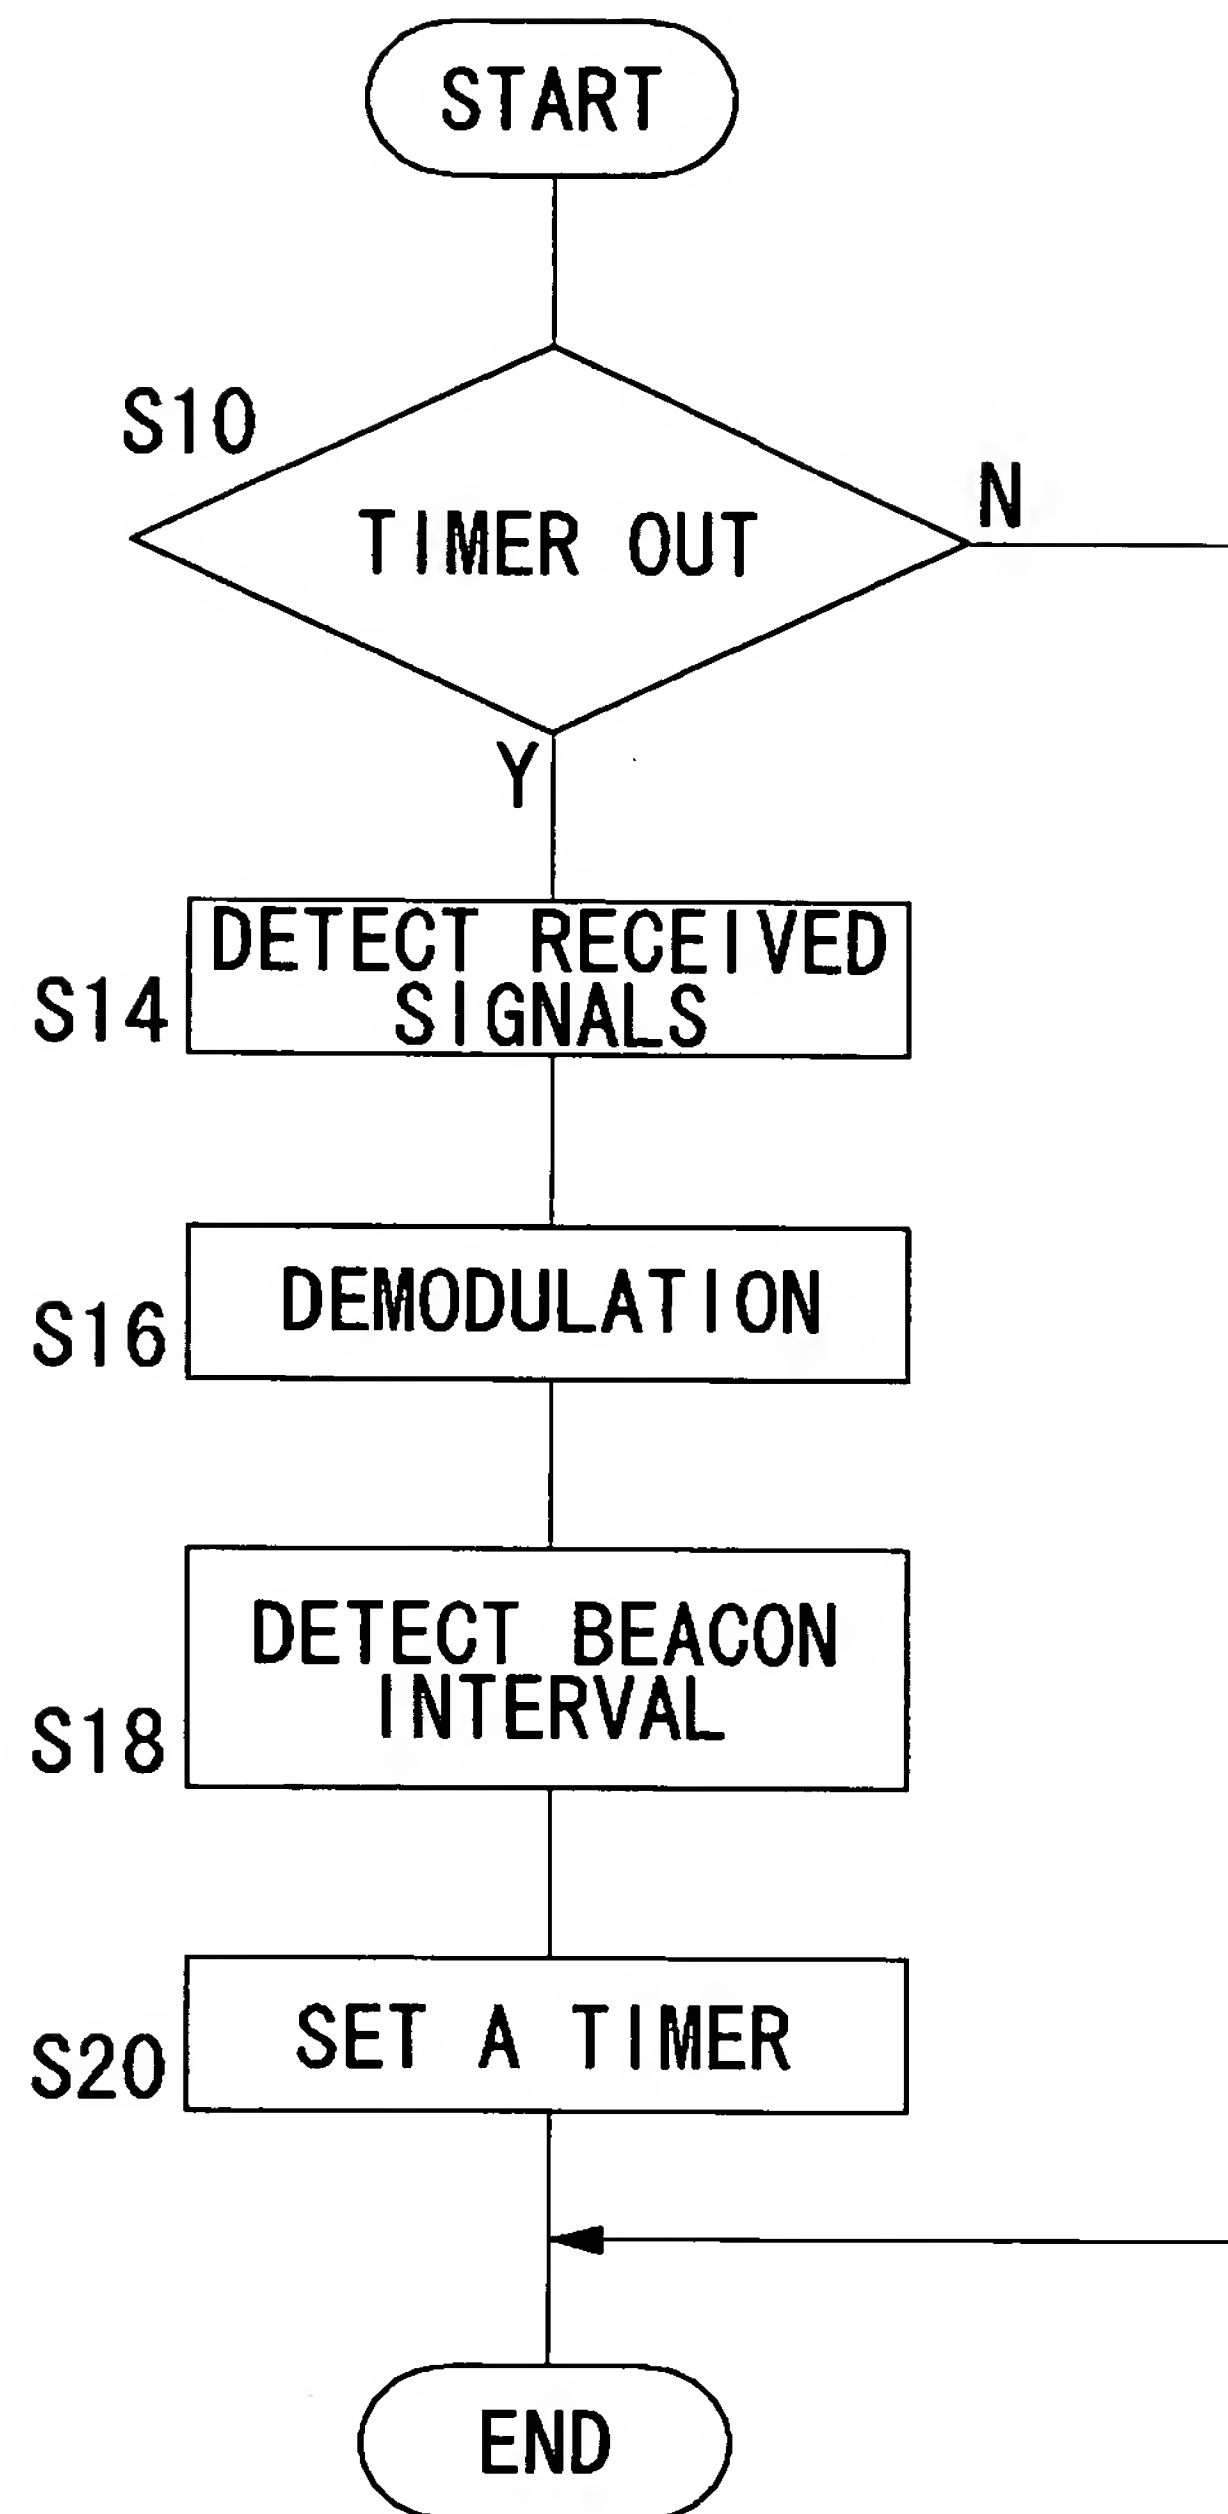 START
S10
N
TIMER OUT
Y
DETECT RECEIVED
SIGNALS
S14
DEMODULATION
S16
DETECT BEACON
INTERVAL
S18
SET A TIMER
S20
END